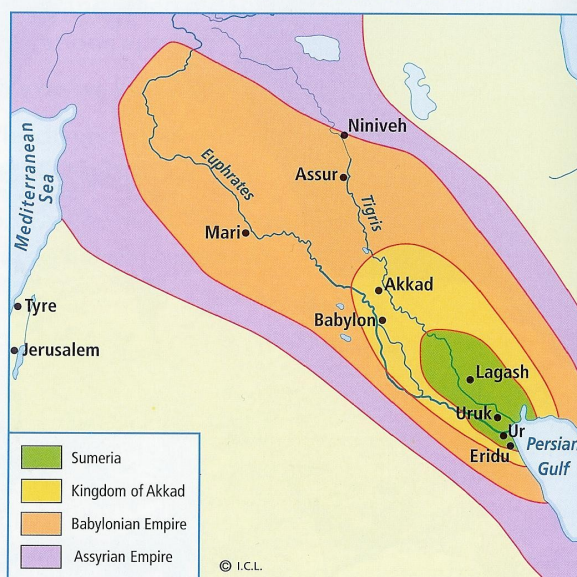 Mediterranean
Sea
Niniveh
Assur
Euphrates
Tigris
Mari
Akkad
Babylon
Tyre
Jerusalem
Lagash
Uruk
Ur
Eridu
Persian
Gulf
Sumeria
Kingdom of Akkad
Babylonian Empire
Assyrian Empire
© I.C.L.